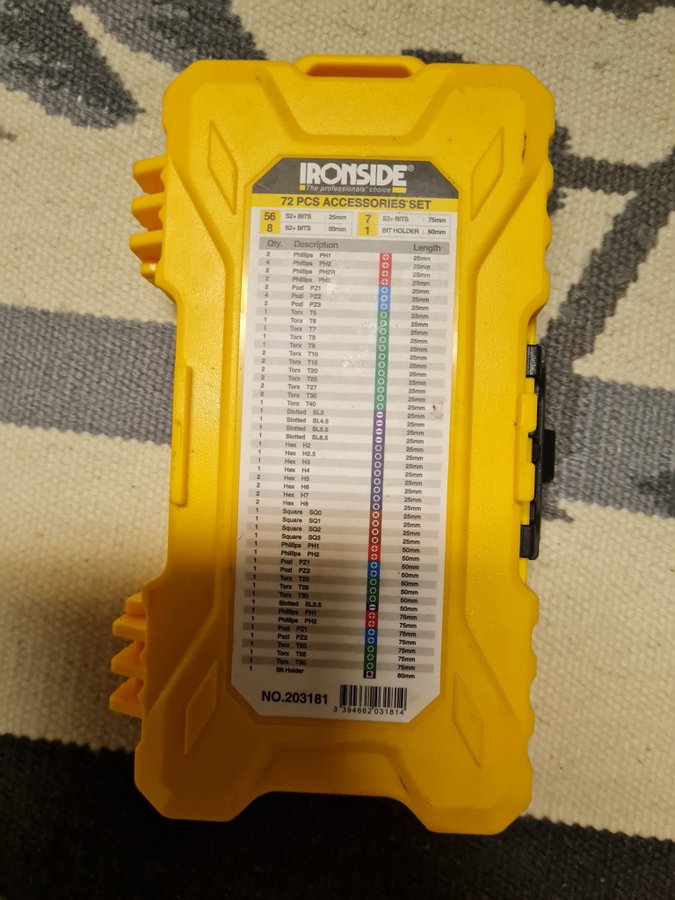 IRONSIDE®
The professionals' choice
72 PCS ACCESSORIES SET
56 S2+ BITS 25mm 7 S2+ BITS 75mm
8 S2+ BITS 50mm 1 BIT HOLDER 60mm
Qty. Description Length
2 Phillips PH1 25mm
4 Phillips PH2 25mm
2 Phillips PH2R 25mm
2 Phillips 25mm
2 Pozi PZ1 25mm
4 Pozi PZ2 25mm
2 Pozi PZ3 25mm
1 Torx T5 25mm
1 Torx T6 25mm
1 Torx T7 25mm
1 Torx T8 25mm
1 Torx T9 25mm
2 Torx T10 25mm
2 Torx T15 25mm
2 Torx T20 25mm
2 Torx T25 25mm
2 Torx T27 25mm
2 Torx T30 25mm
1 Torx T40 25mm
1 Slotted SL3 25mm
1 Slotted SL4.5 25mm
1 Slotted SL5.5 25mm
1 Slotted SL6.5 25mm
1 Hex H2 25mm
1 Hex H2.5 25mm
1 Hex H3 25mm
1 Hex H4 25mm
2 Hex H5 25mm
2 Hex H6 25mm
2 Hex H7 25mm
2 Hex H8 25mm
1 Square SQ0 25mm
1 Square SQ1 25mm
1 Square SQ2 25mm
1 Square SQ3 25mm
1 Phillips PH1 50mm
1 Phillips PH2 50mm
1 Pozi PZ1 50mm
1 Pozi PZ2 50mm
1 Torx T20 50mm
1 Torx T25 50mm
1 Torx T30 50mm
1 Slotted 50mm
1 Phillips PH1 75mm
1 Phillips PH2 75mm
1 Pozi PZ1 75mm
1 Pozi PZ2 75mm
1 Torx T20 75mm
1 Torx T25 75mm
1 Torx T30 75mm
1 Bit Holder 60mm
NO.203181
3 394662 031814